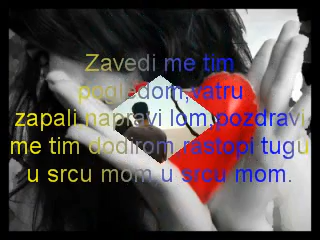 Zavedi me tim
pogledom,vatru
zapali,napravi lom,pozdravi
me tim dodirom rastopi tugu
u srcu mom,u srcu mom.